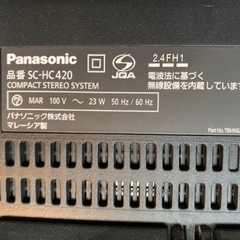 Panasonic
品番 SC-HC420
COMPACT STEREO SYSTEM
MAR 100 V ～ 23 W 50 Hz / 60 Hz
パナソニック株式会社
マレーシア製
JQA
2.4FH1
電波法に基づく
無線設備を内蔵しています
Part No.